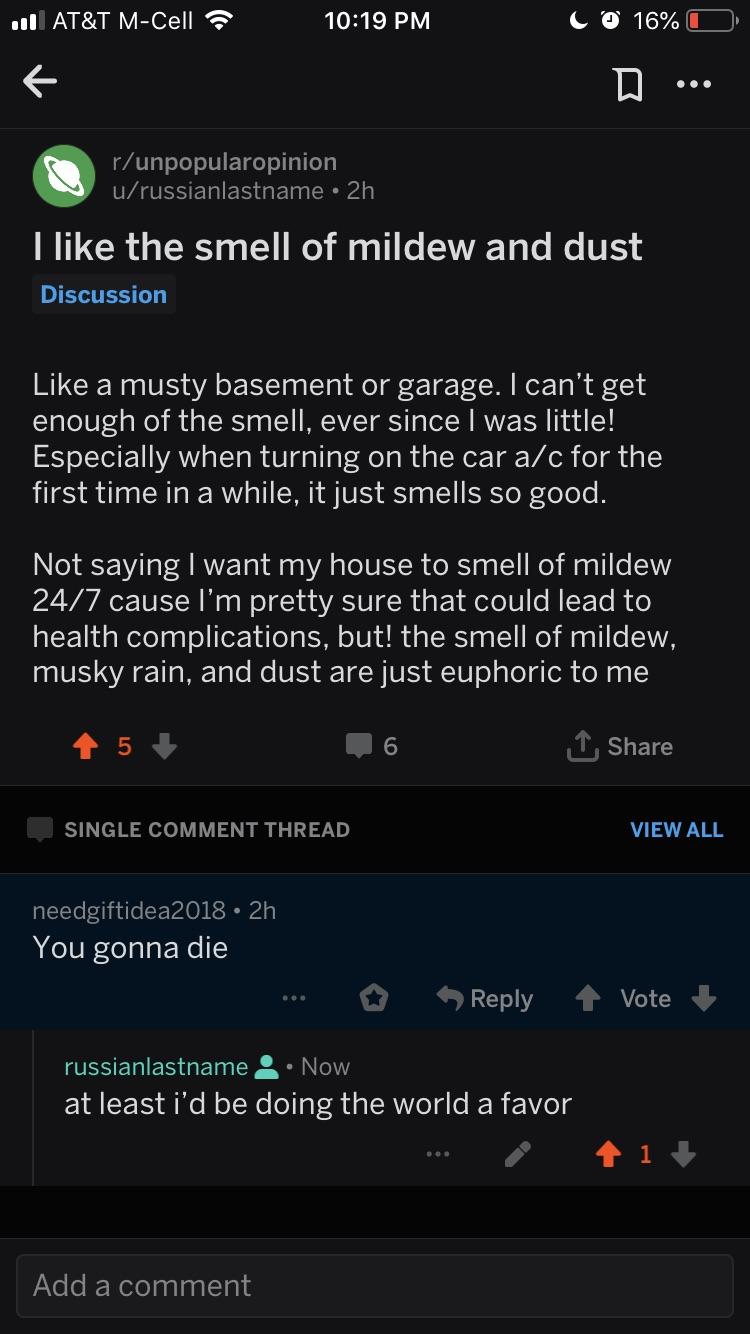 AT&T M-Cell 10:19 PM 16%
r/unpopularopinion
u/russianlastname • 2h
I like the smell of mildew and dust
Discussion
Like a musty basement or garage. I can’t get
enough of the smell, ever since I was little!
Especially when turning on the car a/c for the
first time in a while, it just smells so good.
Not saying I want my house to smell of mildew
24/7 cause I’m pretty sure that could lead to
health complications, but! the smell of mildew,
musky rain, and dust are just euphoric to me
5 6 Share
SINGLE COMMENT THREAD VIEW ALL
needgiftidea2018 • 2h
You gonna die
Reply Vote
russianlastname • Now
at least i’d be doing the world a favor
1
Add a comment